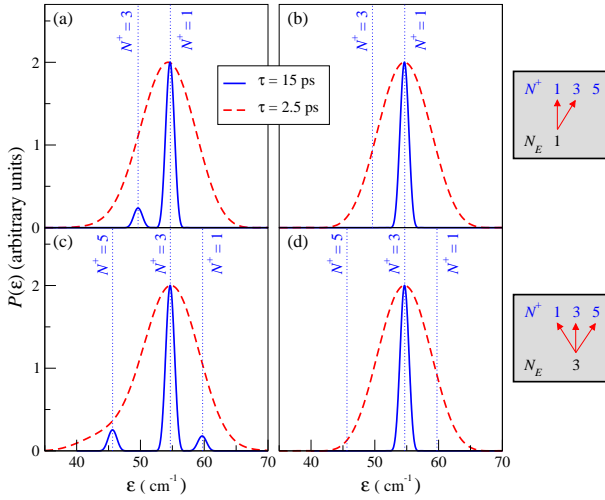 (a)
N⁺ = 3
N⁺ = 1
(b)
N⁺ = 3
N⁺ = 1
τ = 15 ps
τ = 2.5 ps
2
1
0
N⁺ 1 3 5
N_E 1
P(ε) (arbitrary units)
(c)
N⁺ = 5
N⁺ = 3
N⁺ = 1
(d)
N⁺ = 5
N⁺ = 3
N⁺ = 1
2
1
0
N⁺ 1 3 5
N_E 3
40 50 60 70
40 50 60 70
ε ( cm⁻¹)
ε ( cm⁻¹)